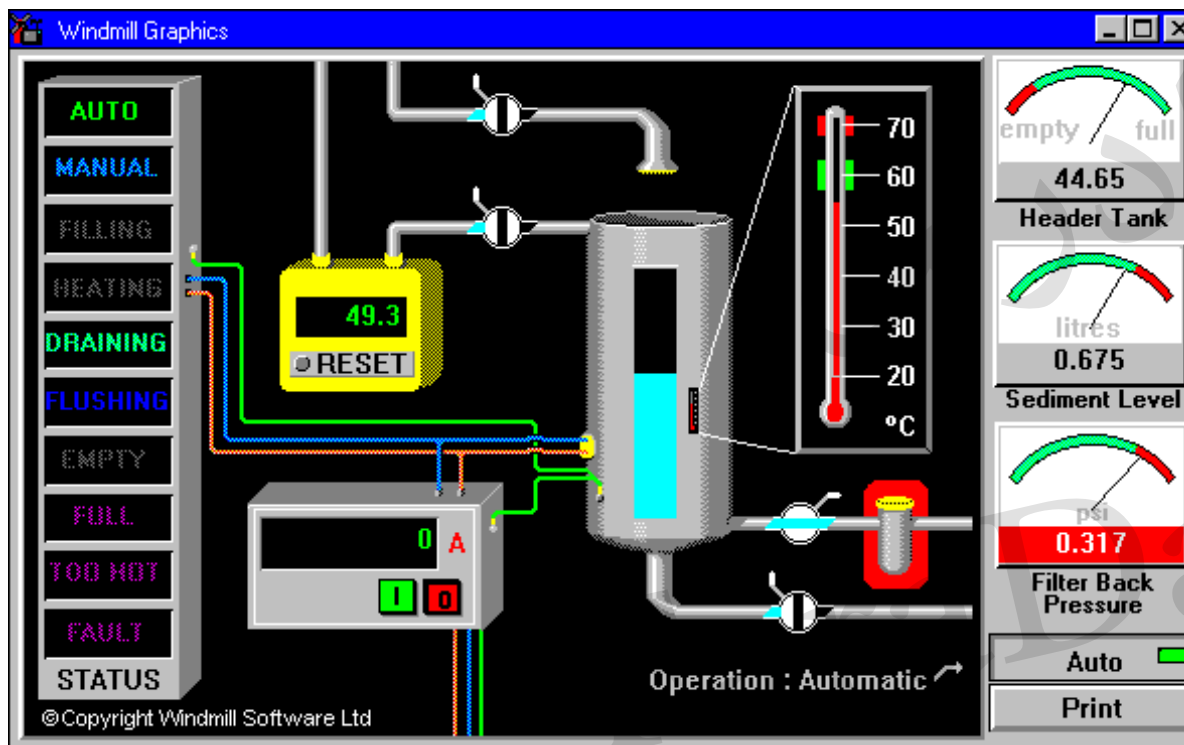 Windmill Graphics
AUTO
MANUAL
FILLING
HEATING
DRAINING
FLUSHING
EMPTY
FULL
TOO HOT
FAULT
STATUS
49.3
RESET
0 A
I 0
70
60
50
40
30
20
ºC
Operation : Automatic
©Copyright Windmill Software Ltd
empty full
44.65
Header Tank
litres
0.675
Sediment Level
psi
0.317
Filter Back
Pressure
Auto
Print